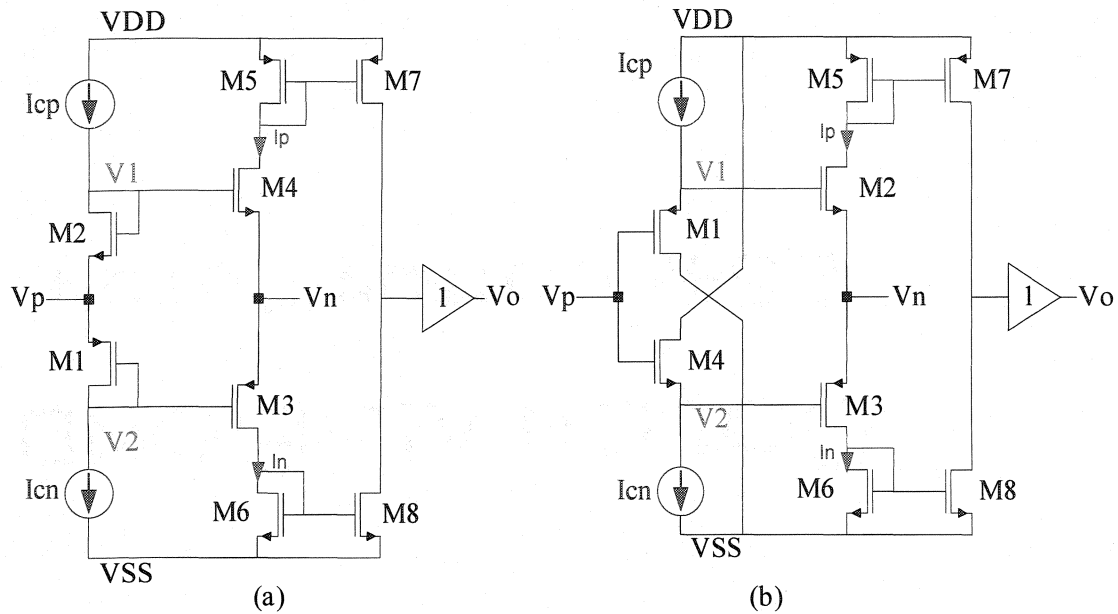 VDD
Icp
M5
M7
Ip
V1
M4
M2
Vp
Vn
1
Vo
M1
M3
V2
In
Icn
M6
M8
VSS
(a)
VDD
Icp
M5
M7
Ip
V1
M2
M1
Vp
Vn
1
Vo
M4
M3
V2
In
Icn
M6
M8
VSS
(b)